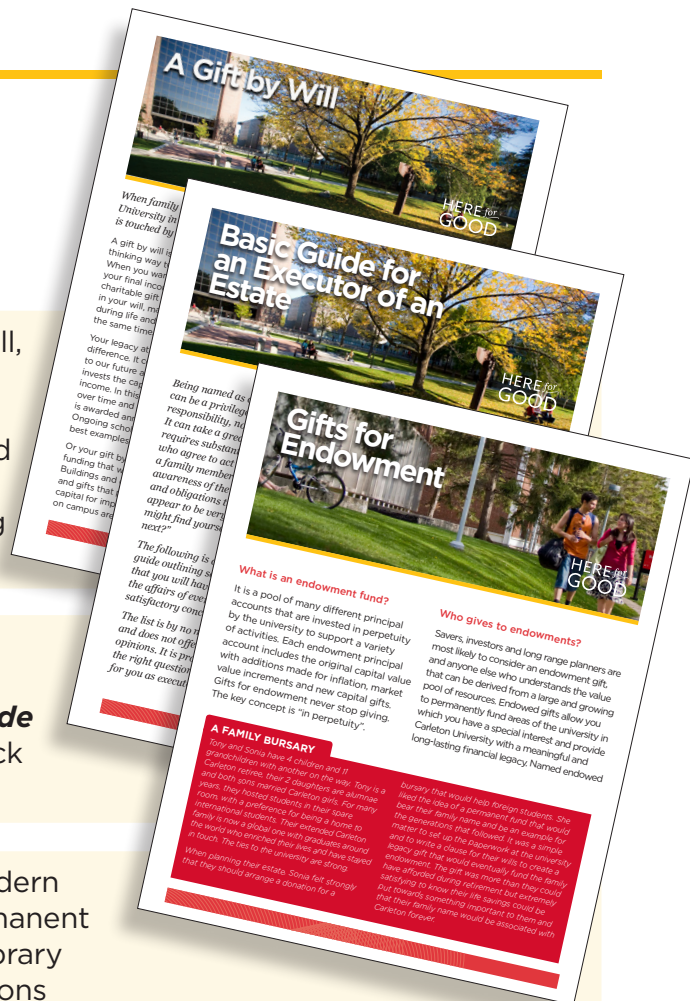 A Gift by Will
HERE for
GOOD
When family
University in
is touched by
A gift by will is
thinking way t
When you wan
your final inco
charitable gift
in your will, ma
during life and
the same time
Your legacy at
difference. It c
to our future a
invests the cap
income. In this
over time and
is awarded ann
Ongoing scho
best examples
Or your gift by
funding that w
Buildings and
and gifts that
capital for imp
on campus are
Basic Guide for
an Executor of an
Estate
HERE for
GOOD
Being named as
can be a privileg
responsibility, no
It can take a grea
requires substan
who agree to act
a family member
awareness of the
and obligations
appear to be very
might find yourse
next?"
The following is
guide outlining s
that you will hav
the affairs of eve
satisfactory conc
The list is by no
and does not offe
opinions. It is pr
the right question
for you as execut
Gifts for
Endowment
HERE for
GOOD
What is an endowment fund?
It is a pool of many different principal
accounts that are invested in perpetuity
by the university to support a variety
of activities. Each endowment principal
account includes the original capital value
with additions made for inflation, market
value increments and new capital gifts.
Gifts for endowment never stop giving.
The key concept is "in perpetuity".
Who gives to endowments?
Savers, investors and long range planners are
most likely to consider an endowment gift,
and anyone else who understands the value
that can be derived from a large and growing
pool of resources. Endowed gifts allow you
to permanently fund areas of the university in
which you have a special interest and provide
Carleton University with a meaningful and
long-lasting financial legacy. Named endowed
A FAMILY BURSARY
Tony and Sonia have 4 children and 11
grandchildren with another on the way. Tony is a
Carleton retiree, their 2 daughters are alumnae
and both sons married Carleton girls. For many
years, they hosted students in their spare
room, with a preference for being a home to
international students. Their extended Carleton
family is now a global one with graduates around
the world who enriched their lives and have stayed
in touch. The ties to the university are strong.
When planning their estate, Sonia felt strongly
that they should arrange a donation for a
bursary that would help foreign students. She
liked the idea of a permanent fund that would
bear their family name and be an example for
the generations that followed. It was a simple
matter to set up the paperwork at the university
and to write a clause for their wills to create a
legacy gift that would eventually fund the family
endowment. The gift was more than they could
have afforded during retirement but extremely
satisfying to know their life savings could be
put towards something important to them and
that their family name would be associated with
Carleton forever.
ll,
d
g
de
ck
dern
manent
brary
ons